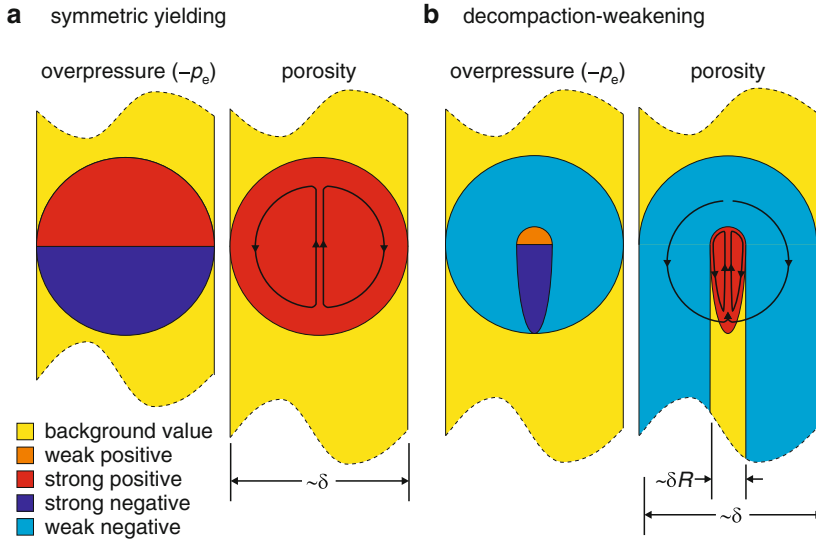 a symmetric yielding
overpressure (−pe)
porosity
b decompaction-weakening
overpressure (−pe)
porosity
background value
weak positive
strong positive
strong negative
weak negative
~δ
~δR
~δ